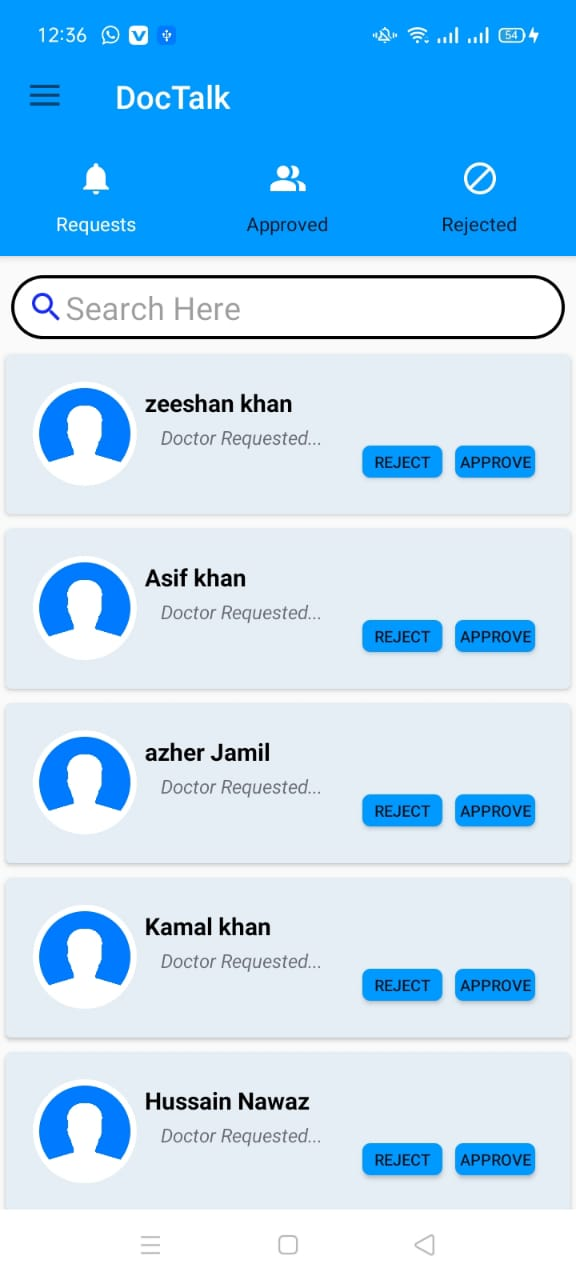 12:36 54
DocTalk
Requests Approved Rejected
Search Here
zeeshan khan
Doctor Requested...
REJECT APPROVE
Asif khan
Doctor Requested...
REJECT APPROVE
azher Jamil
Doctor Requested...
REJECT APPROVE
Kamal khan
Doctor Requested...
REJECT APPROVE
Hussain Nawaz
Doctor Requested...
REJECT APPROVE